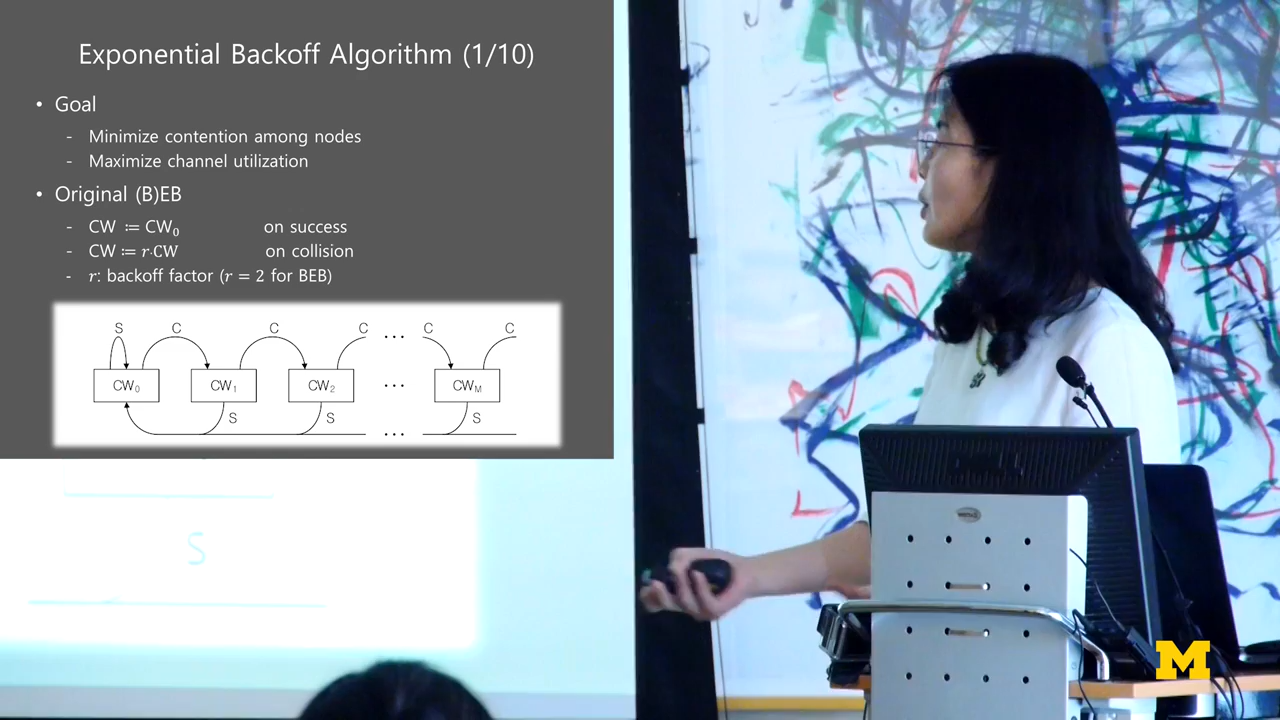 Exponential Backoff Algorithm (1/10)
• Goal
- Minimize contention among nodes
- Maximize channel utilization
• Original (B)EB
- CW ≔ CW₀ on success
- CW ≔ r·CW on collision
- r: backoff factor (r = 2 for BEB)
S C C C ··· C C
CW₀ CW₁ CW₂ ··· CW_M
S S ··· S
S
M